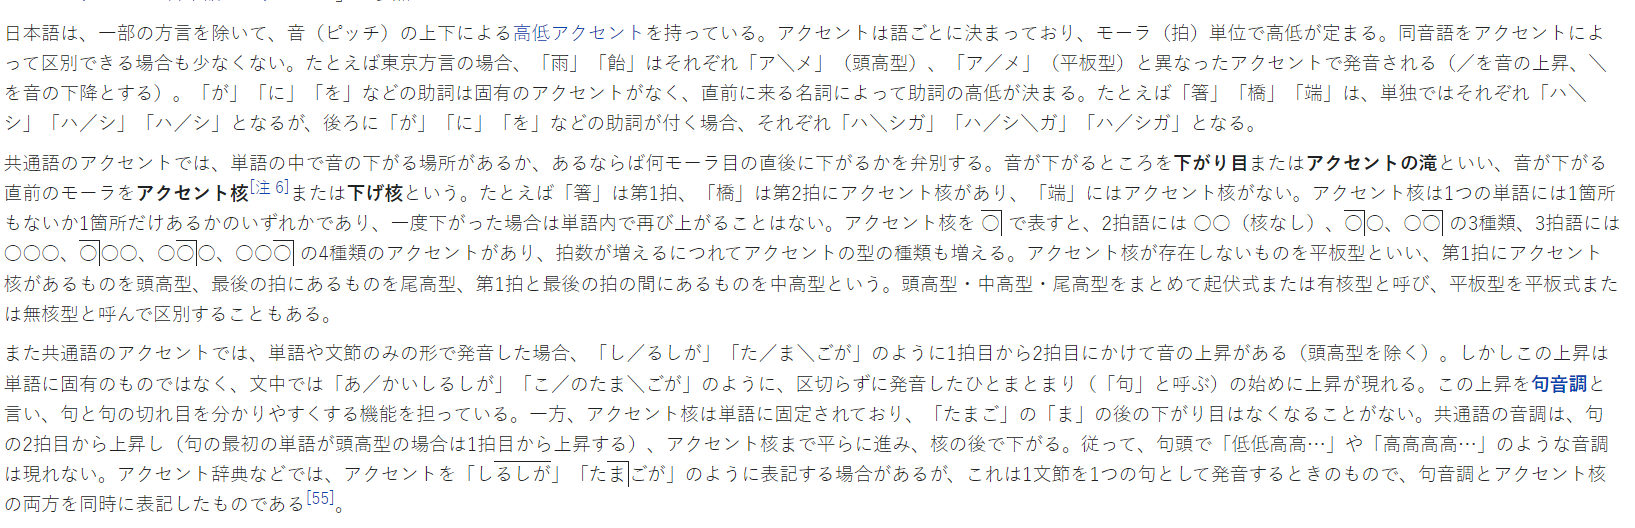 日本語は、一部の方言を除いて、音（ピッチ）の上下による高低アクセントを持っている。アクセントは語ごとに決まっており、モーラ（拍）単位で高低が定まる。同音語をアクセントによ
って区別できる場合も少なくない。たとえば東京方言の場合、「雨」「飴」はそれぞれ「ア＼メ」（頭高型）、「ア／メ」（平板型）と異なったアクセントで発音される（／を音の上昇、＼
を音の下降とする）。「が」「に」「を」などの助詞は固有のアクセントがなく、直前に来る名詞によって助詞の高低が決まる。たとえば「箸」「橋」「端」は、単独ではそれぞれ「ハ＼
シ」「ハ／シ」「ハ／シ」となるが、後ろに「が」「に」「を」などの助詞が付く場合、それぞれ「ハ＼シガ」「ハ／シ＼ガ」「ハ／シガ」となる。
共通語のアクセントでは、単語の中で音の下がる場所があるか、あるならば何モーラ目の直後に下がるかを弁別する。音が下がるところを下がり目またはアクセントの滝といい、音が下がる
直前のモーラをアクセント核[注 6]または下げ核という。たとえば「箸」は第1拍、「橋」は第2拍にアクセント核があり、「端」にはアクセント核がない。アクセント核は1つの単語には1箇所
もないか1箇所だけあるかのいずれかであり、一度下がった場合は単語内で再び上がることはない。アクセント核を ○ で表すと、2拍語には ○○（核なし）、○○、○○ の3種類、3拍語には
○○○、○○○、○○○、○○○ の4種類のアクセントがあり、拍数が増えるにつれてアクセントの型の種類も増える。アクセント核が存在しないものを平板型といい、第1拍にアクセント
核があるものを頭高型、最後の拍にあるものを尾高型、第1拍と最後の拍の間にあるものを中高型という。頭高型・中高型・尾高型をまとめて起伏式または有核型と呼び、平板型を平板式また
は無核型と呼んで区別することもある。
また共通語のアクセントでは、単語や文節のみの形で発音した場合、「し／るしが」「た／ま＼ごが」のように1拍目から2拍目にかけて音の上昇がある（頭高型を除く）。しかしこの上昇は
単語に固有のものではなく、文中では「あ／かいしるしが」「こ／のたま＼ごが」のように、区切らずに発音したひとまとまり（「句」と呼ぶ）の始めに上昇が現れる。この上昇を句音調と
言い、句と句の切れ目を分かりやすくする機能を担っている。一方、アクセント核は単語に固定されており、「たまご」の「ま」の後の下がり目はなくなることがない。共通語の音調は、句
の2拍目から上昇し（句の最初の単語が頭高型の場合は1拍目から上昇する）、アクセント核まで平らに進み、核の後で下がる。従って、句頭で「低低高高…」や「高高高高…」のような音調
は現れない。アクセント辞典などでは、アクセントを「しるしが」「たまごが」のように表記する場合があるが、これは1文節を1つの句として発音するときのもので、句音調とアクセント核
の両方を同時に表記したものである[55]。